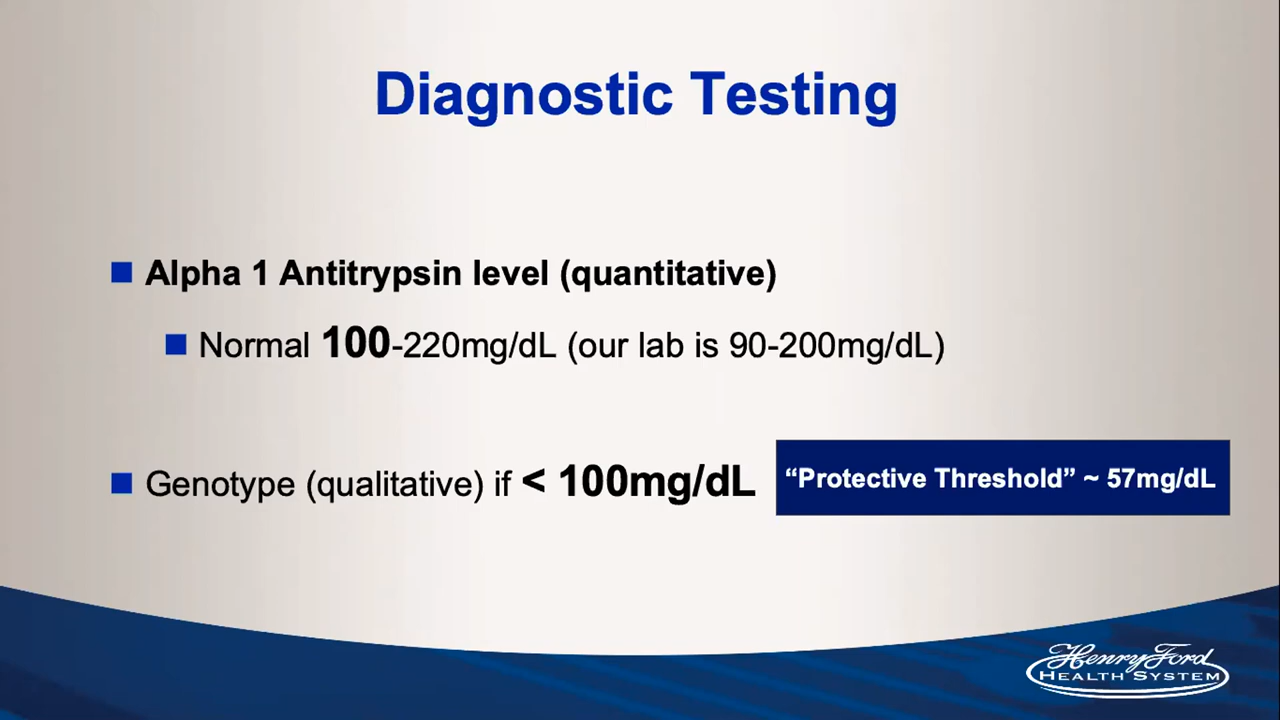 Diagnostic Testing
Alpha 1 Antitrypsin level (quantitative)
Normal 100-220mg/dL (our lab is 90-200mg/dL)
Genotype (qualitative) if < 100mg/dL
“Protective Threshold” ~ 57mg/dL
Henry Ford
HEALTH SYSTEM